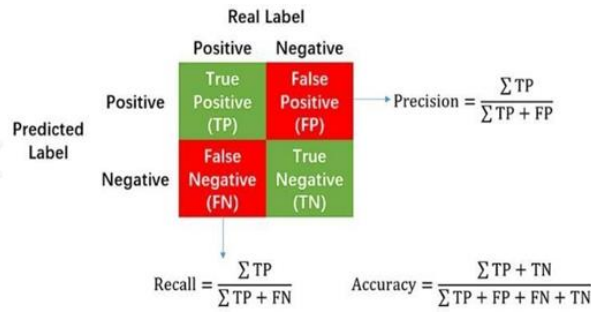 Real Label
Positive Negative
True Positive (TP)
False Positive (FP)
Positive
Precision = ∑ TP / ∑ TP + FP
Predicted Label
Negative
False Negative (FN)
True Negative (TN)
Recall = ∑ TP / ∑ TP + FN
Accuracy = ∑ TP + TN / ∑ TP + FP + FN + TN